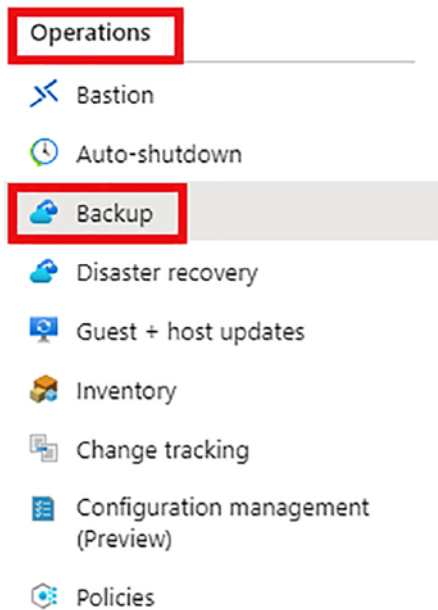 Operations
Bastion
Auto-shutdown
Backup
Disaster recovery
Guest + host updates
Inventory
Change tracking
Configuration management
(Preview)
Policies